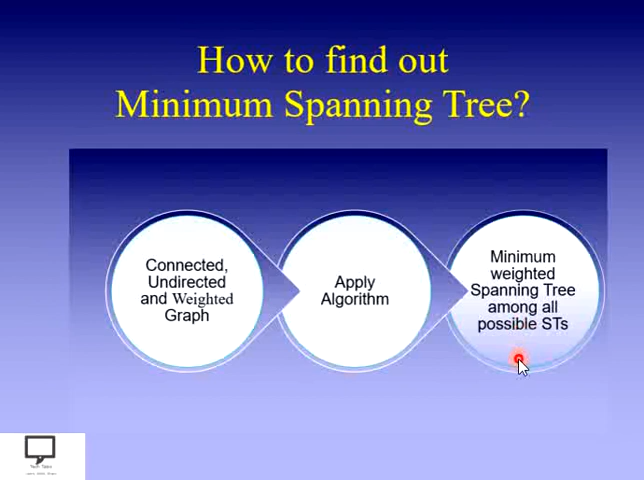 How to find out
Minimum Spanning Tree?
Connected,
Undirected
and Weighted
Graph
Apply
Algorithm
Minimum
weighted
Spanning Tree
among all
possible STs